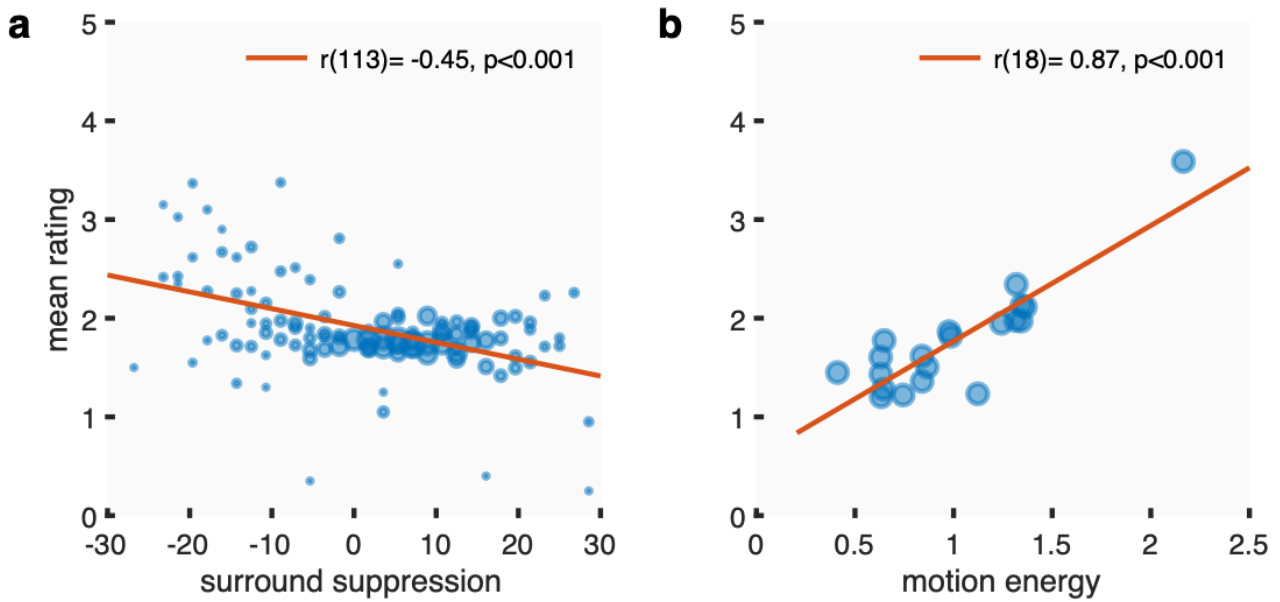 a
r(113)= -0.45, p<0.001
mean rating
5
4
3
2
1
0
-30 -20 -10 0 10 20 30
surround suppression
b
r(18)= 0.87, p<0.001
5
4
3
2
1
0
0 0.5 1 1.5 2 2.5
motion energy